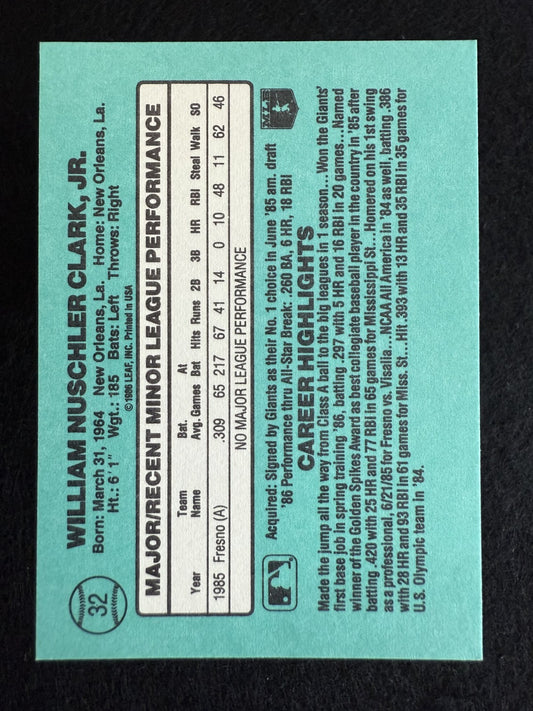 32
WILLIAM NUSCHLER CLARK, JR.
Born: March 31, 1964 New Orleans, La. Home: New Orleans, La.
Ht.: 6' 1" Wgt.: 185 Bats: Left Throws: Right
© 1986 LEAF, INC. Printed in USA
MAJOR/RECENT MINOR LEAGUE PERFORMANCE
Team Bat. At
Year Name Avg. Games Bat Hits Runs 2B 3B HR RBI Steal Walk SO
1985 Fresno (A) .309 65 217 67 41 14 0 10 48 11 62 46
NO MAJOR LEAGUE PERFORMANCE
Acquired: Signed by Giants as their No. 1 choice in June '85 am. draft
'86 Performance thru All-Star Break: .260 BA, 6 HR, 18 RBI
CAREER HIGHLIGHTS
Made the jump all the way from Class A ball to the big leagues in 1 season...Won the Giants'
first base job in spring training '86, batting .297 with 5 HR and 16 RBI in 20 games...Named
winner of the Golden Spikes Award as best collegiate baseball player in the country in '85 after
batting .420 with 25 HR and 77 RBI in 65 games for Mississippi St...Homered on his 1st swing
as a professional, 6/21/85 for Fresno vs. Visalia...NCAA All America in '84 as well, batting .386
with 28 HR and 93 RBI in 61 games for Miss. St....Hit .393 with 13 HR and 35 RBI in 35 games for
U.S. Olympic team in '84.